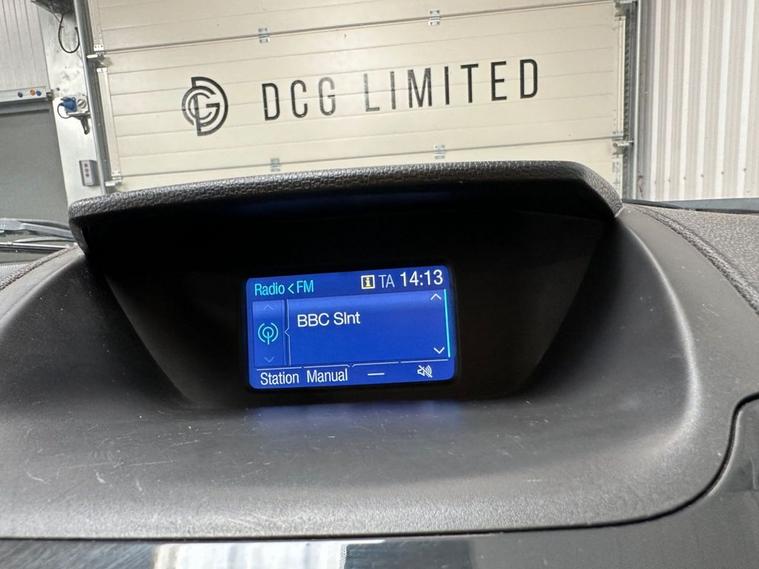 DCG LIMITED
Radio < FM i TA 14:13
BBC Slnt
Station Manual —